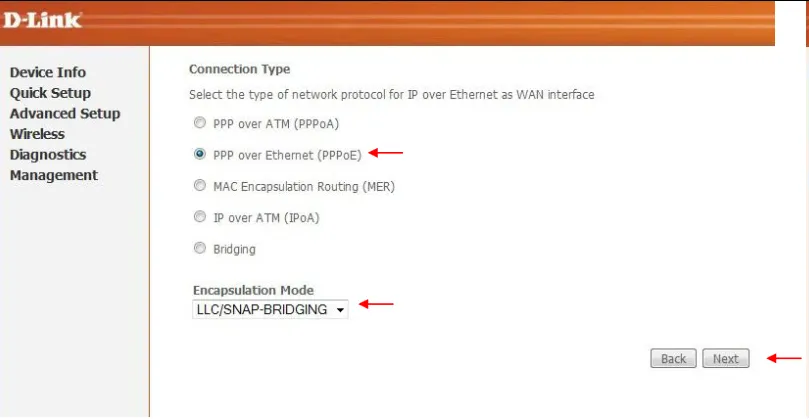 D-Link
Device Info
Quick Setup
Advanced Setup
Wireless
Diagnostics
Management
Connection Type
Select the type of network protocol for IP over Ethernet as WAN interface
PPP over ATM (PPPoA)
PPP over Ethernet (PPPoE)
MAC Encapsulation Routing (MER)
IP over ATM (IPoA)
Bridging
Encapsulation Mode
LLC/SNAP-BRIDGING
Back Next